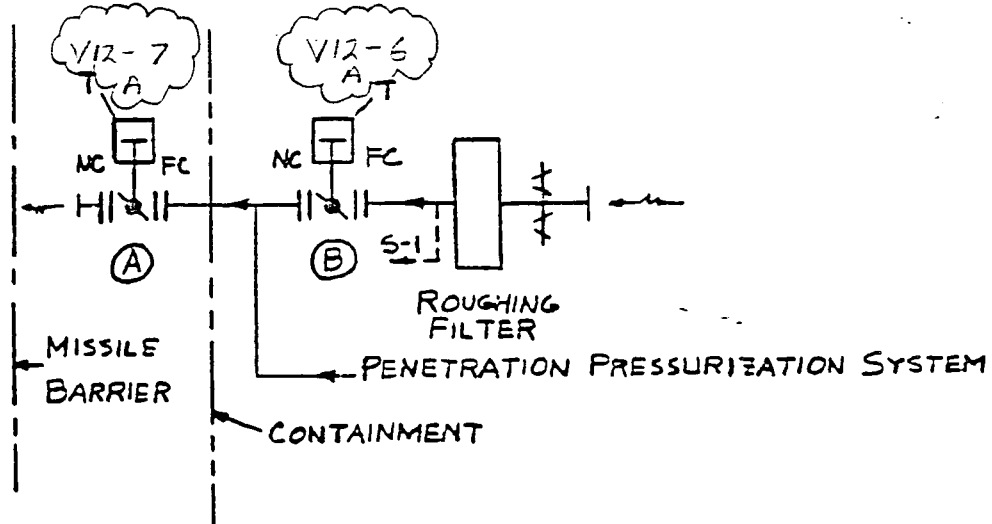 V12-7
A
T
V12-6
A
T
NC
FC
NC
FC
A
B
S-1
ROUGHING
FILTER
MISSILE
BARRIER
PENETRATION PRESSURIZATION SYSTEM
CONTAINMENT